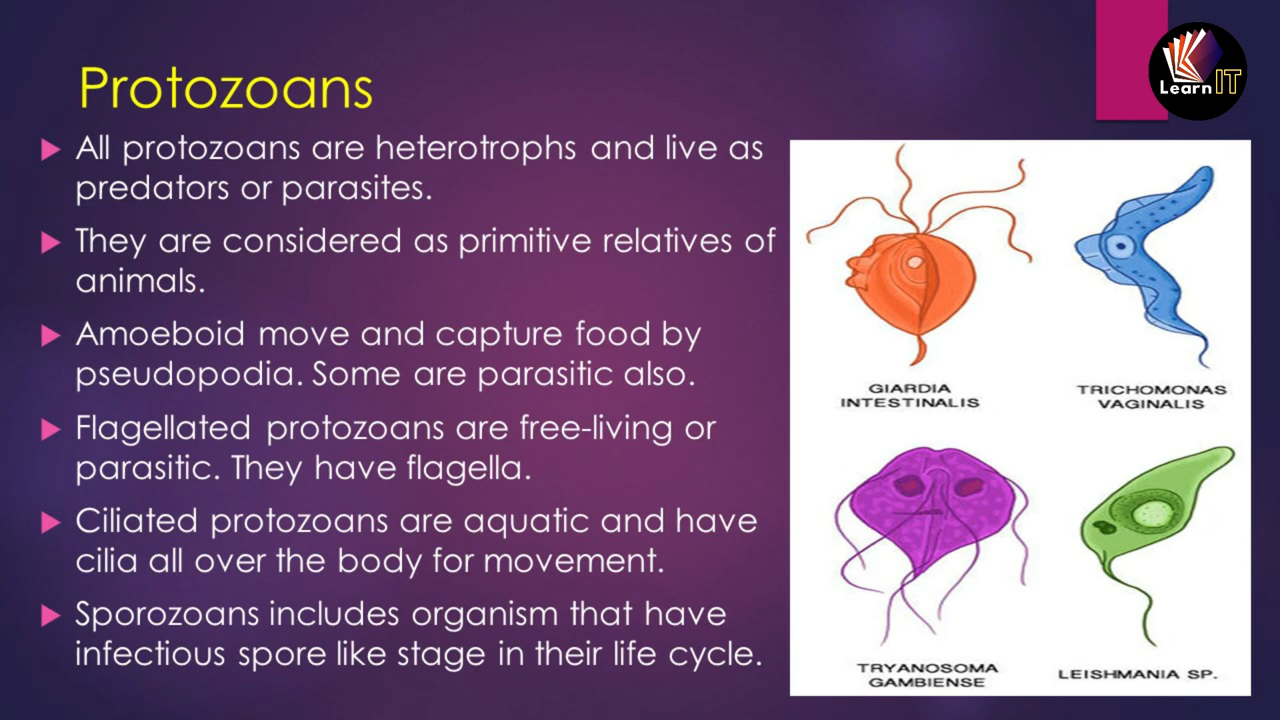 Protozoans
All protozoans are heterotrophs and live as
predators or parasites.
They are considered as primitive relatives of
animals.
Amoeboid move and capture food by
pseudopodia. Some are parasitic also.
Flagellated protozoans are free-living or
parasitic. They have flagella.
Ciliated protozoans are aquatic and have
cilia all over the body for movement.
Sporozoans includes organism that have
infectious spore like stage in their life cycle.
Learn IT
GIARDIA
INTESTINALIS
TRICHOMONAS
VAGINALIS
TRYANOSOMA
GAMBIENSE
LEISHMANIA SP.